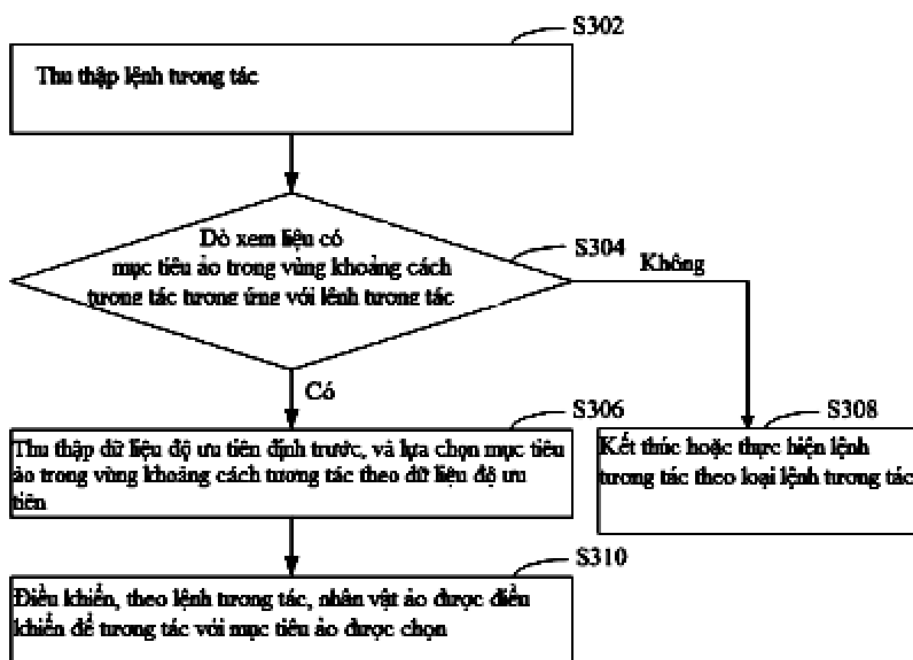 S302
Thu thập lệnh tương tác
Dò xem liệu có
mục tiêu ảo trong vùng khoảng cách
tương tác tương ứng với lệnh tương tác
S304
Không
Có
S306
Thu thập dữ liệu độ ưu tiên định trước, và lựa chọn mục tiêu
ảo trong vùng khoảng cách tương tác theo dữ liệu độ ưu
tiên
S308
Kết thúc hoặc thực hiện lệnh
tương tác theo loại lệnh tương tác
S310
Điều khiển, theo lệnh tương tác, nhân vật ảo được điều
khiển để tương tác với mục tiêu ảo được chọn